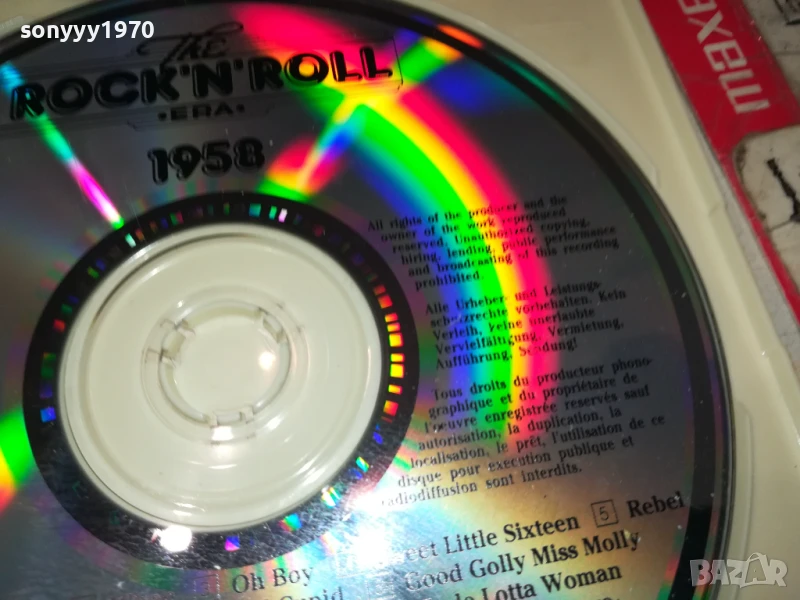 sonyyy1970
The
ROCK'N'ROLL
•ERA•
1958
maxe
All rights of the producer and the
owner of the work reproduced
reserved. Unauthorized copying,
hiring, lending, public performance
and broadcasting of this recording
prohibited.
Alle Urheber- und Leistungs-
schutzrechte vorbehalten. Kein
Verleih, keine unerlaubte
Vervielfältigung, Vermietung,
Aufführung, Sendung!
Tous droits du producteur phono-
graphique et du propriétaire de
l'oeuvre enregistrée reservés sauf
autorisation, la duplication, la
localisation, le prêt, l'utilisation de ce
disque pour execution publique et
radiodiffusion sont interdits.
eet Little Sixteen 5 Rebel
Oh Boy Good Golly Miss Molly
Lotta Woman
BAZAR